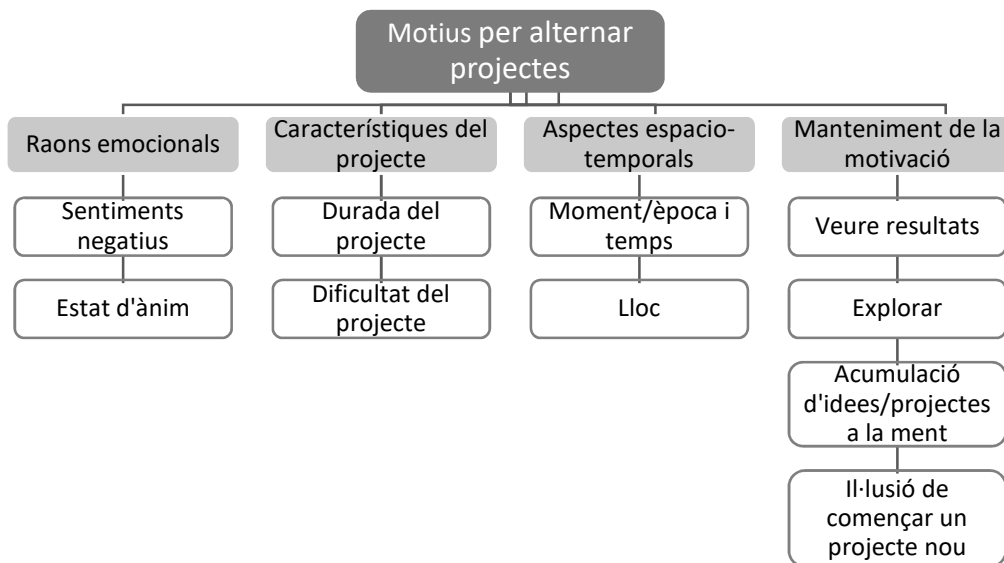 Motius per alternar
projectes
Raons emocionals
Sentiments
negatius
Estat d'ànim
Característiques del
projecte
Durada del
projecte
Dificultat del
projecte
Aspectes espacio-
temporals
Moment/època i
temps
Lloc
Manteniment de la
motivació
Veure resultats
Explorar
Acumulació
d'idees/projectes
a la ment
Il·lusió de
començar un
projecte nou